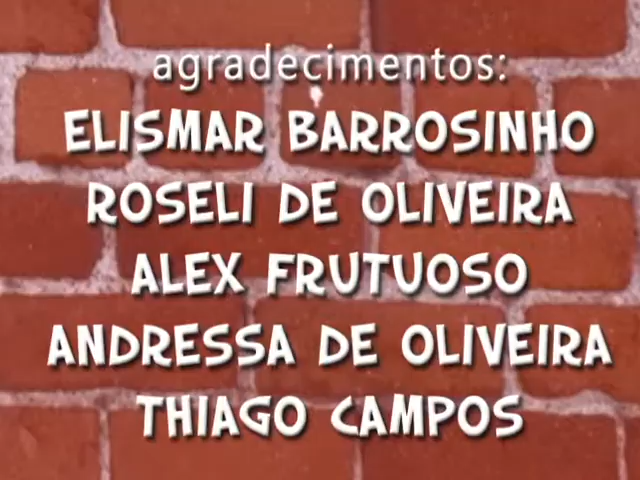 agradecimentos:
ELISMAR BARROSINHO
ROSELI DE OLIVEIRA
ALEX FRUTUOSO
ANDRESSA DE OLIVEIRA
THIAGO CAMPOS